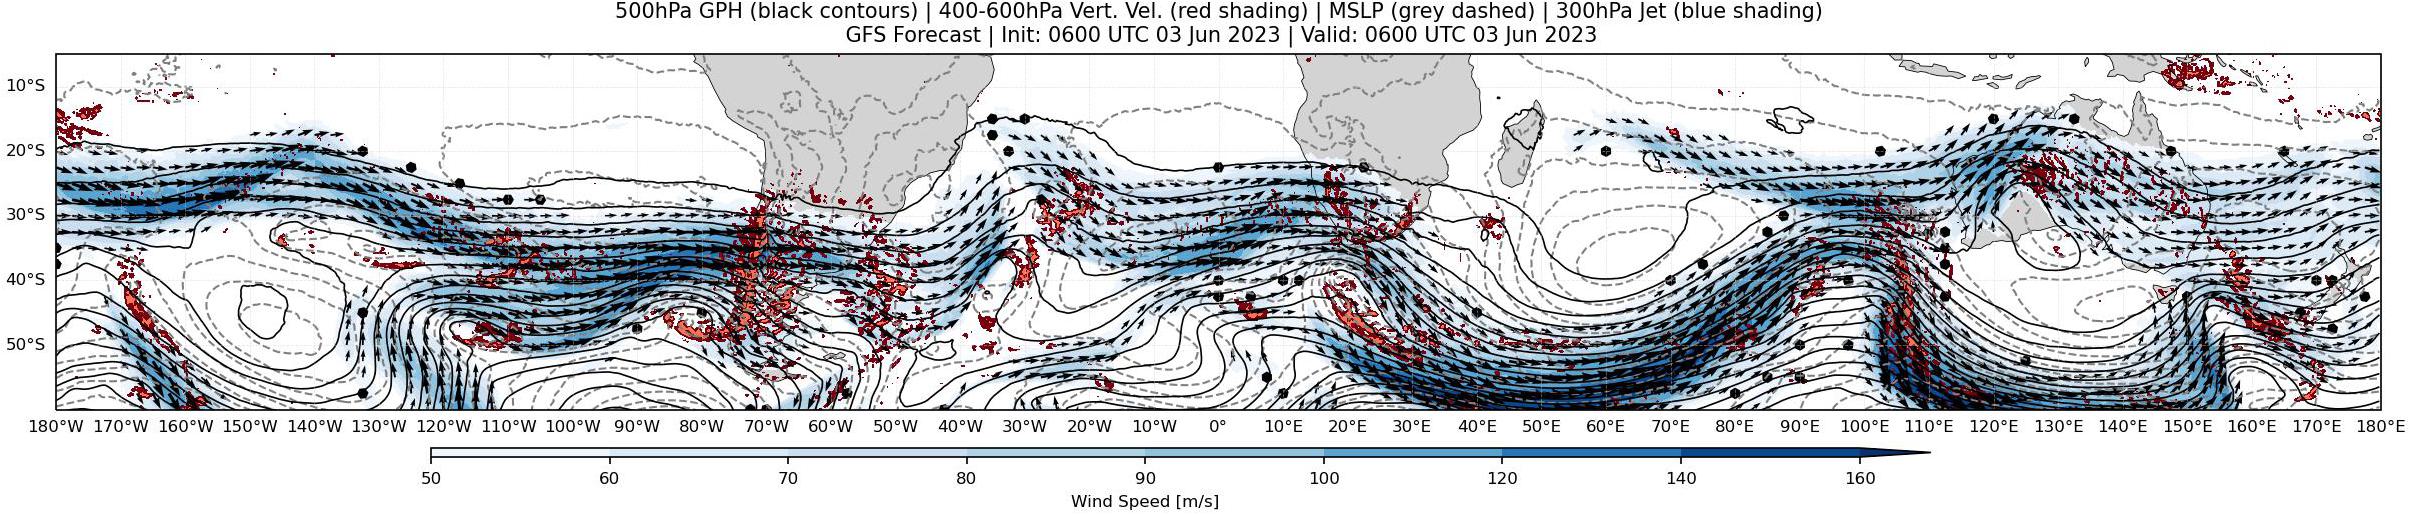 500hPa GPH (black contours) | 400-600hPa Vert. Vel. (red shading) | MSLP (grey dashed) | 300hPa Jet (blue shading)
GFS Forecast | Init: 0600 UTC 03 Jun 2023 | Valid: 0600 UTC 03 Jun 2023
10°S
20°S
30°S
40°S
50°S
180°W 170°W 160°W 150°W 140°W 130°W 120°W 110°W 100°W 90°W 80°W 70°W 60°W 50°W 40°W 30°W 20°W 10°W 0° 10°E 20°E 30°E 40°E 50°E 60°E 70°E 80°E 90°E 100°E 110°E 120°E 130°E 140°E 150°E 160°E 170°E 180°E
50 60 70 80 90 100 120 140 160
Wind Speed [m/s]